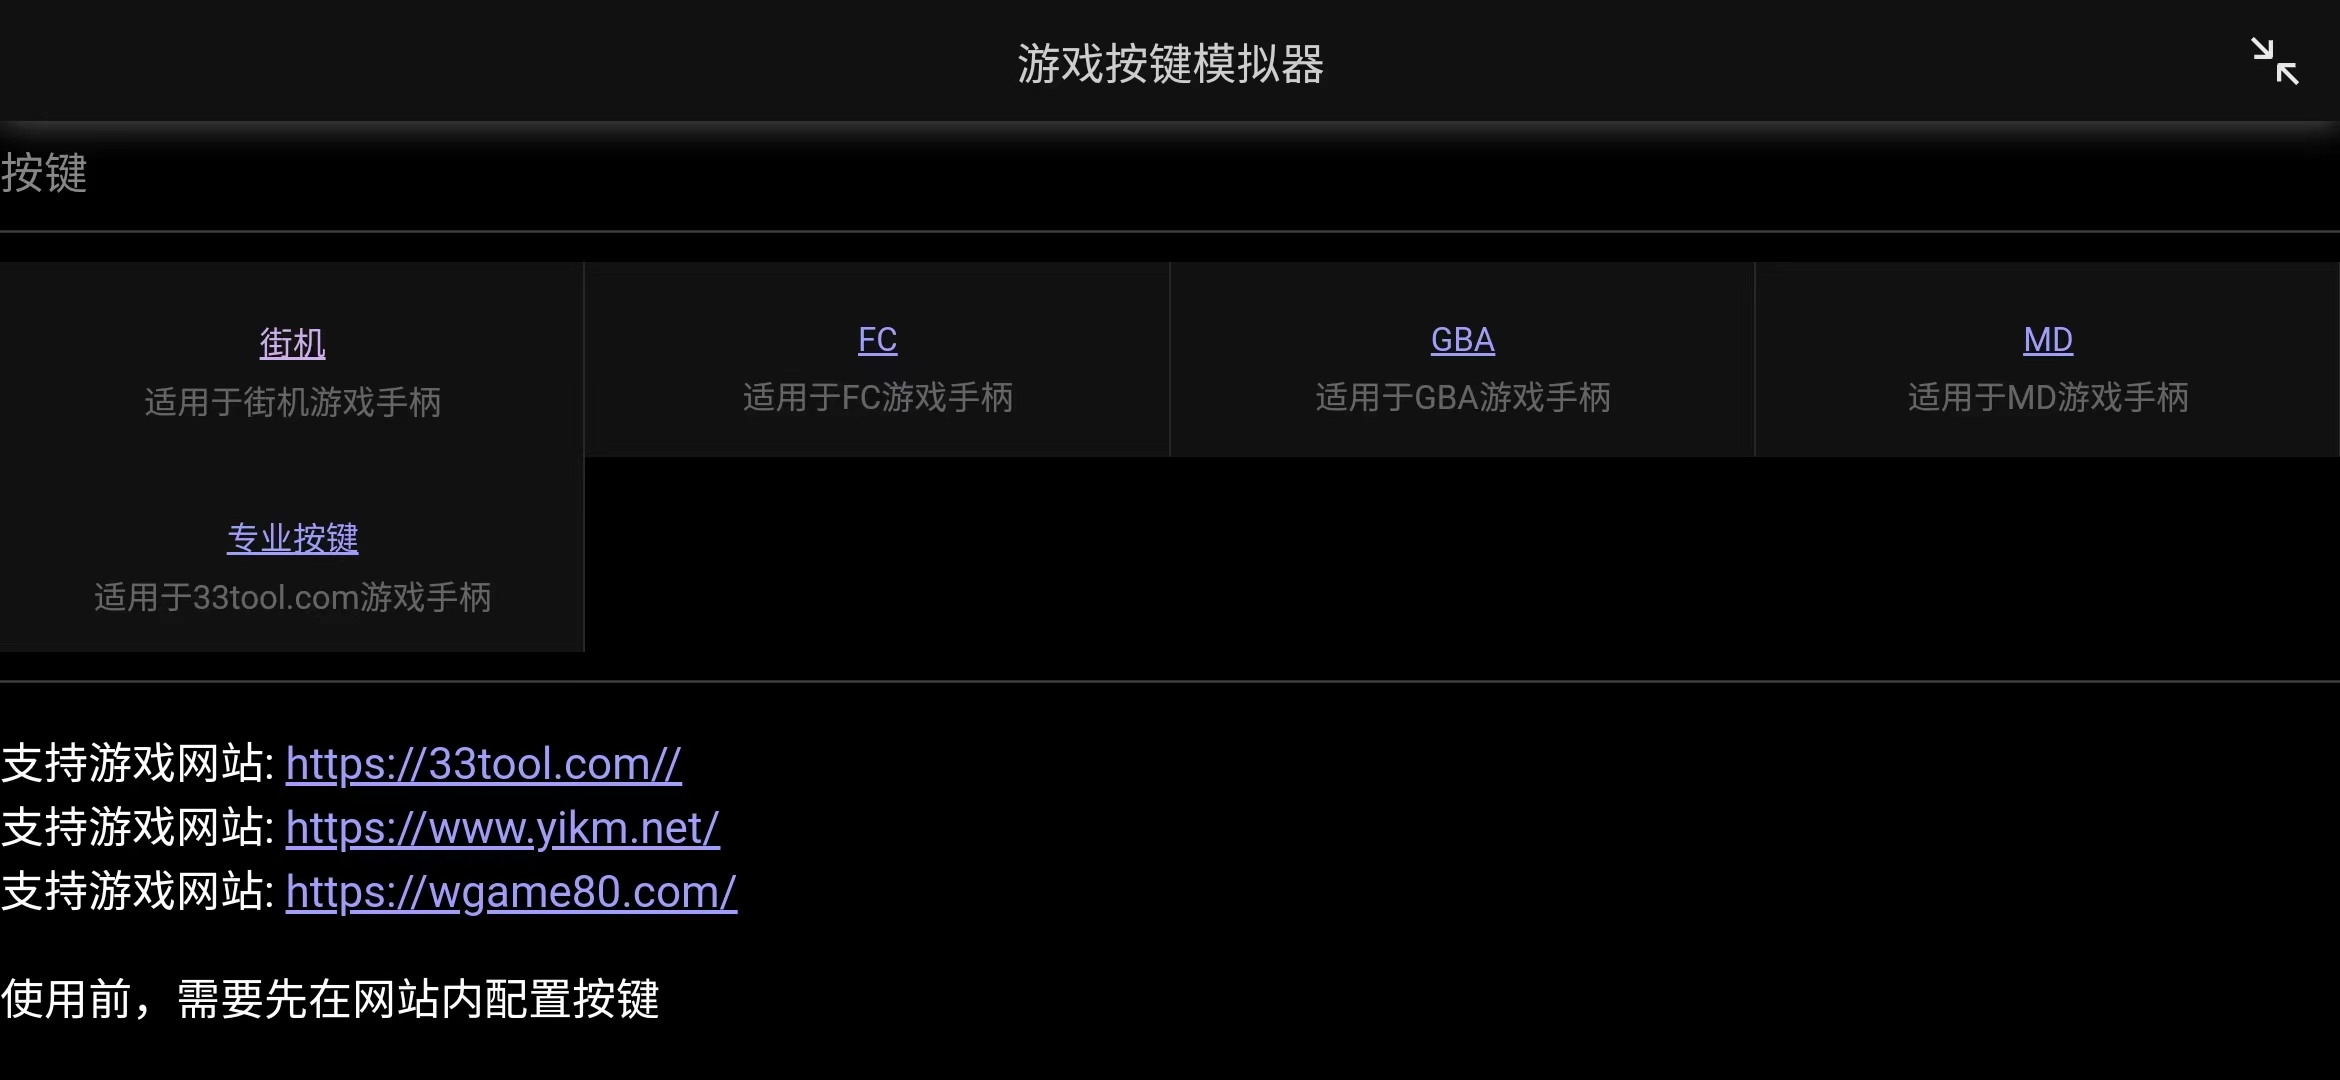 游戏按键模拟器
按键
街机
适用于街机游戏手柄
FC
适用于FC游戏手柄
GBA
适用于GBA游戏手柄
MD
适用于MD游戏手柄
专业按键
适用于33tool.com游戏手柄
支持游戏网站: https://33tool.com//
支持游戏网站: https://www.yikm.net/
支持游戏网站: https://wgame80.com/
使用前，需要先在网站内配置按键